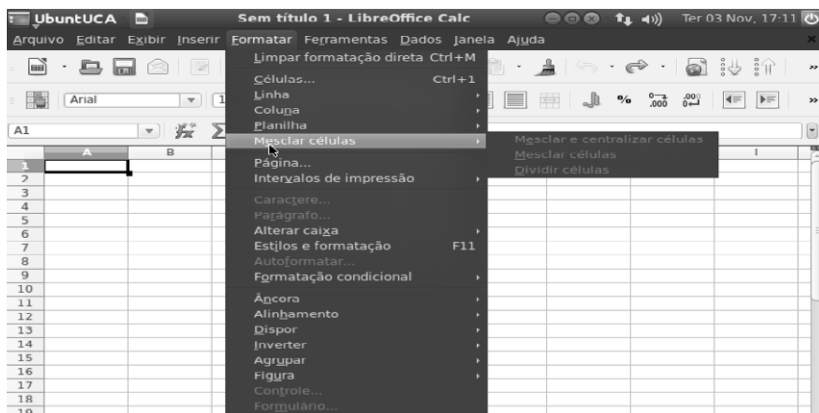 UbuntUCA Sem título 1 - LibreOffice Calc Ter 03 Nov, 17:11
Arquivo Editar Exibir Inserir Formatar Ferramentas Dados Janela Ajuda
Limpar formatação direta Ctrl+M
Células... Ctrl+1
Linha
Coluna
Planilha
Mesclar células
Mesclar e centralizar células
Mesclar células
Dividir células
Página...
Intervalos de impressão
Caractere...
Parágrafo...
Alterar caixa
Estilos e formatação F11
Autoformatar...
Formatação condicional
Âncora
Alinhamento
Dispor
Inverter
Agrupar
Figura
Controle...
Formulário...
Arial 1 % .000 .00
A1 Σ
A B I
1
2
3
4
5
6
7
8
9
10
11
12
13
14
15
16
17
18
19